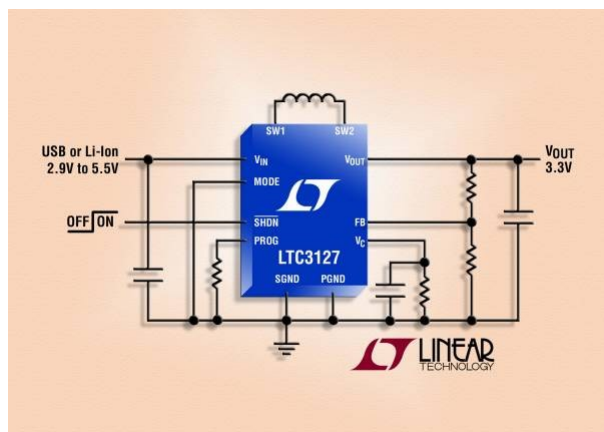 SW1 SW2
USB or Li-Ion
2.9V to 5.5V
VIN
VOUT
VOUT
3.3V
MODE
OFF ON
SHDN
FB
PROG
VC
LTC3127
SGND PGND
LINEAR
TECHNOLOGY